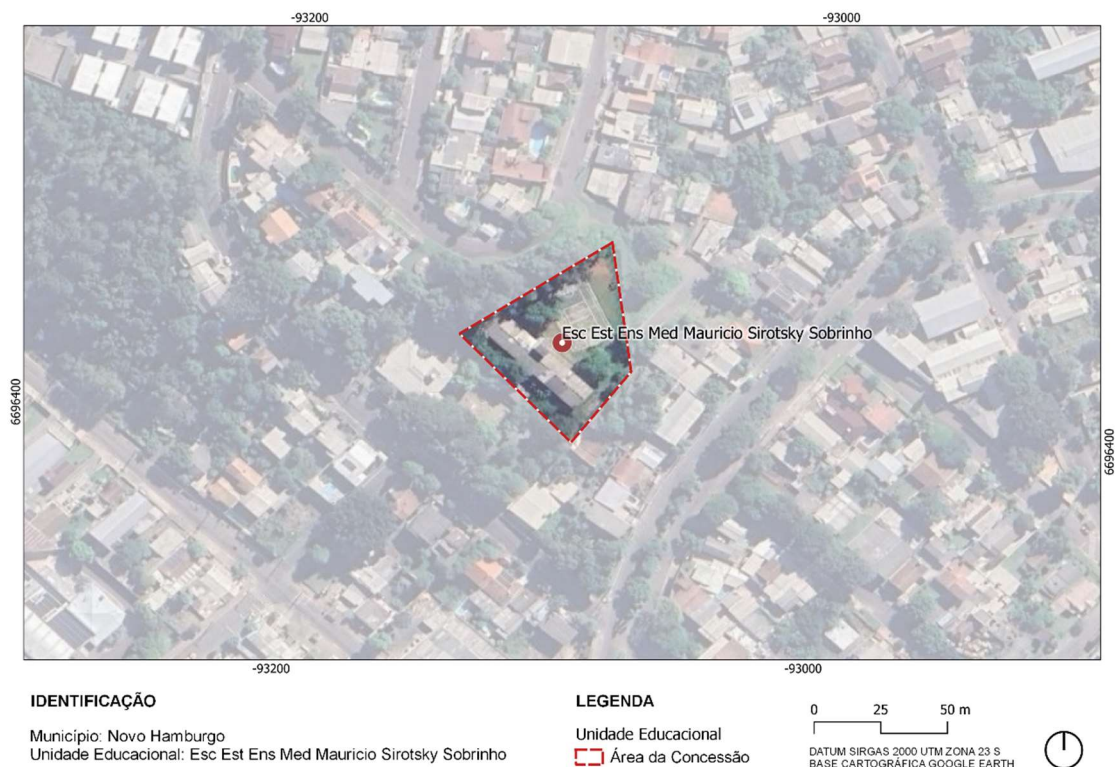 -93200
-93000
6696400
Esc Est Ens Med Mauricio Sirotsky Sobrinho
6696400
-93200
-93000
IDENTIFICAÇÃO
Município: Novo Hamburgo
Unidade Educacional: Esc Est Ens Med Mauricio Sirotsky Sobrinho
LEGENDA
Unidade Educacional
Área da Concessão
0 25 50 m
DATUM SIRGAS 2000 UTM ZONA 23 S
BASE CARTOGRÁFICA GOOGLE EARTH